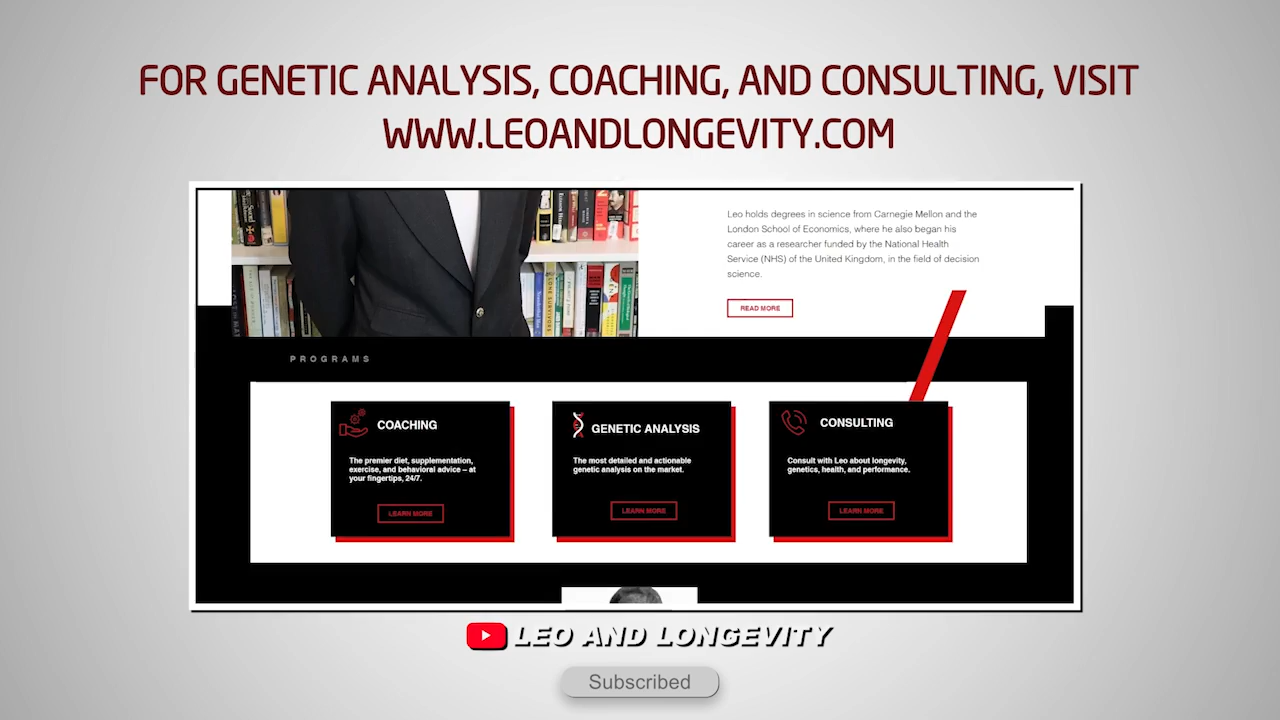 FOR GENETIC ANALYSIS, COACHING, AND CONSULTING, VISIT
WWW.LEOANDLONGEVITY.COM
Leo holds degrees in science from Carnegie Mellon and the
London School of Economics, where he also began his
career as a researcher funded by the National Health
Service (NHS) of the United Kingdom, in the field of decision
science.
READ MORE
PROGRAMS
COACHING
The premier diet, supplementation,
exercise, and behavioral advice – at
your fingertips, 24/7.
LEARN MORE
GENETIC ANALYSIS
The most detailed and actionable
genetic analysis on the market.
LEARN MORE
CONSULTING
Consult with Leo about longevity,
genetics, health, and performance.
LEARN MORE
LEO AND LONGEVITY
Subscribed